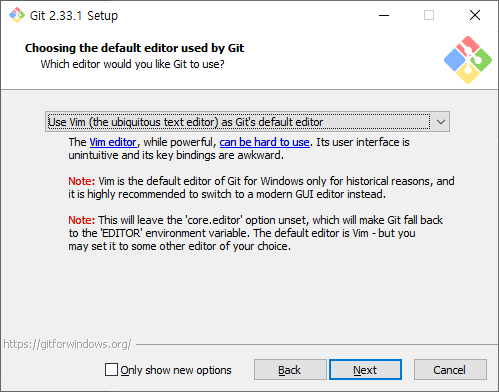 Git 2.33.1 Setup
Choosing the default editor used by Git
Which editor would you like Git to use?
Use Vim (the ubiquitous text editor) as Git's default editor
The Vim editor, while powerful, can be hard to use. Its user interface is
unintuitive and its key bindings are awkward.
Note: Vim is the default editor of Git for Windows only for historical reasons, and
it is highly recommended to switch to a modern GUI editor instead.
Note: This will leave the 'core.editor' option unset, which will make Git fall back
to the 'EDITOR' environment variable. The default editor is Vim - but you
may set it to some other editor of your choice.
https://gitforwindows.org/
Only show new options
Back
Next
Cancel